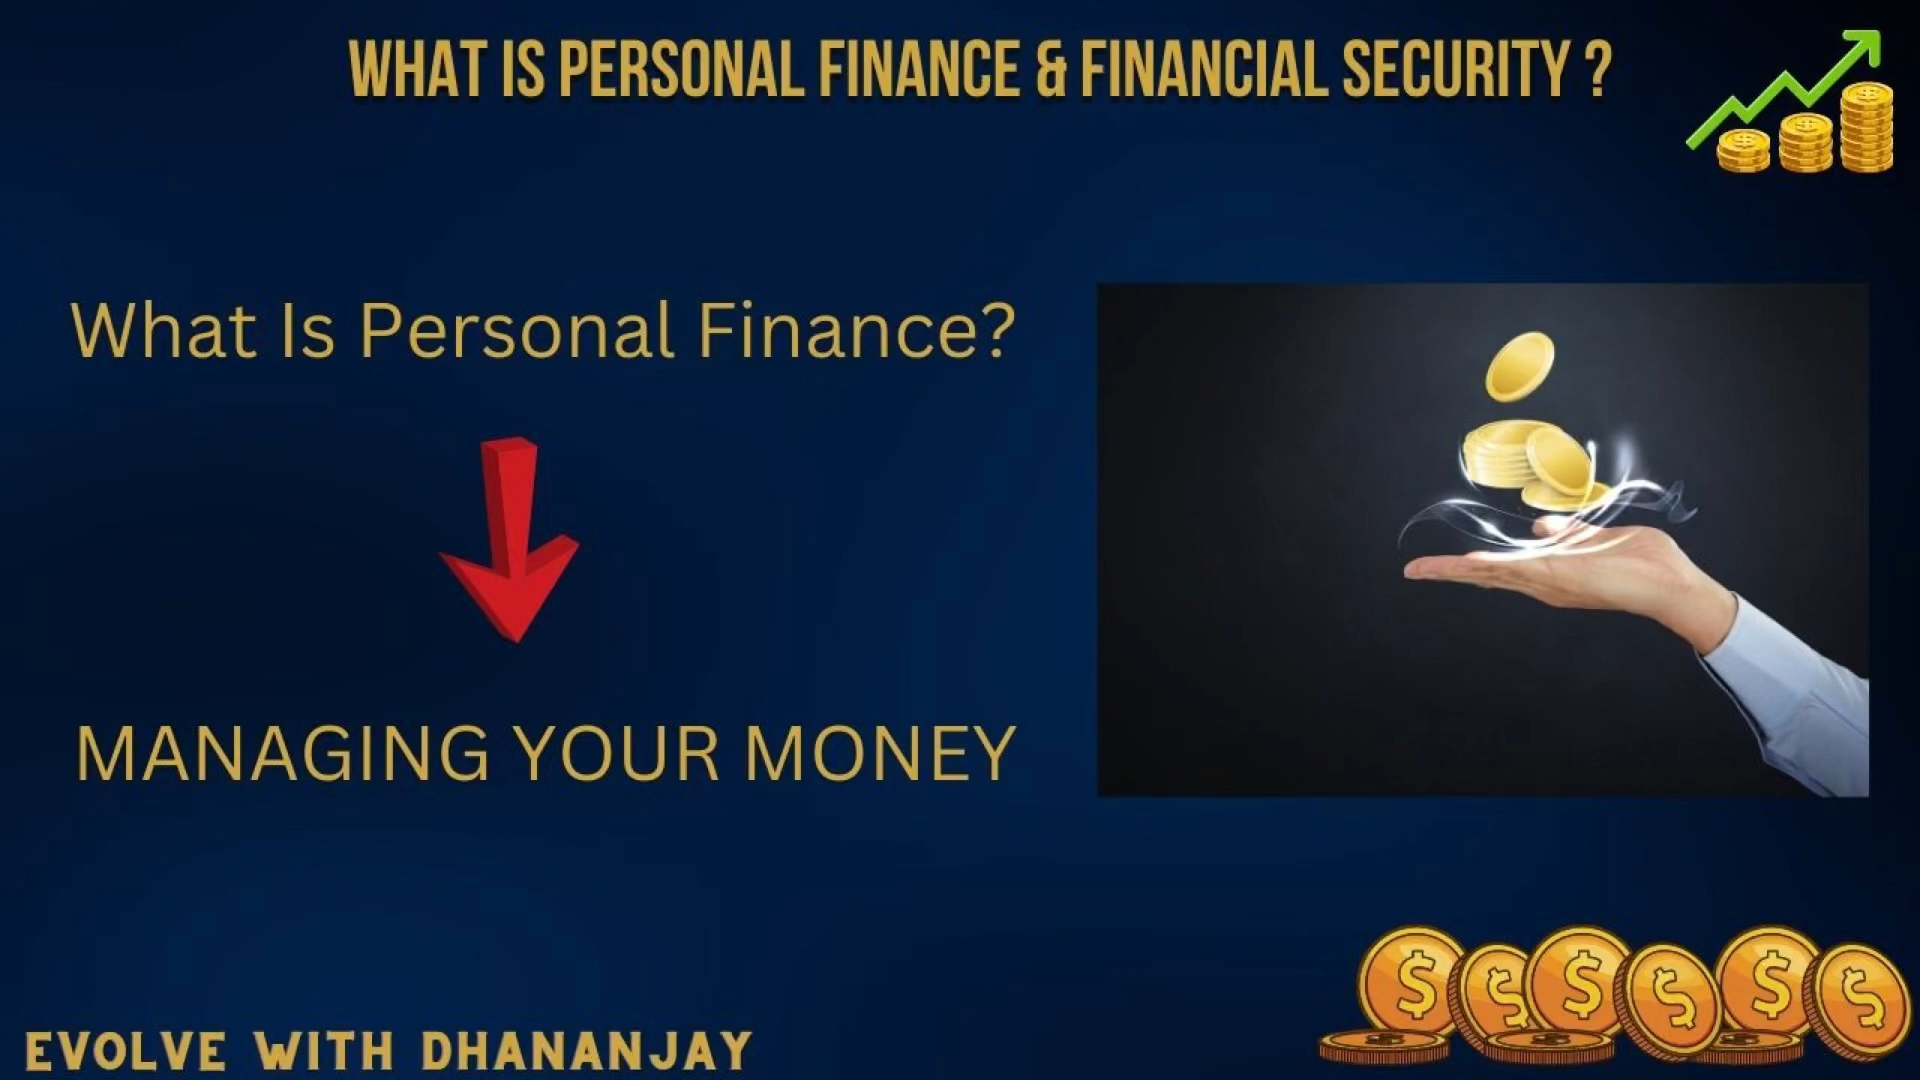 WHAT IS PERSONAL FINANCE & FINANCIAL SECURITY ?
What Is Personal Finance?
MANAGING YOUR MONEY
EVOLVE WITH DHANANJAY